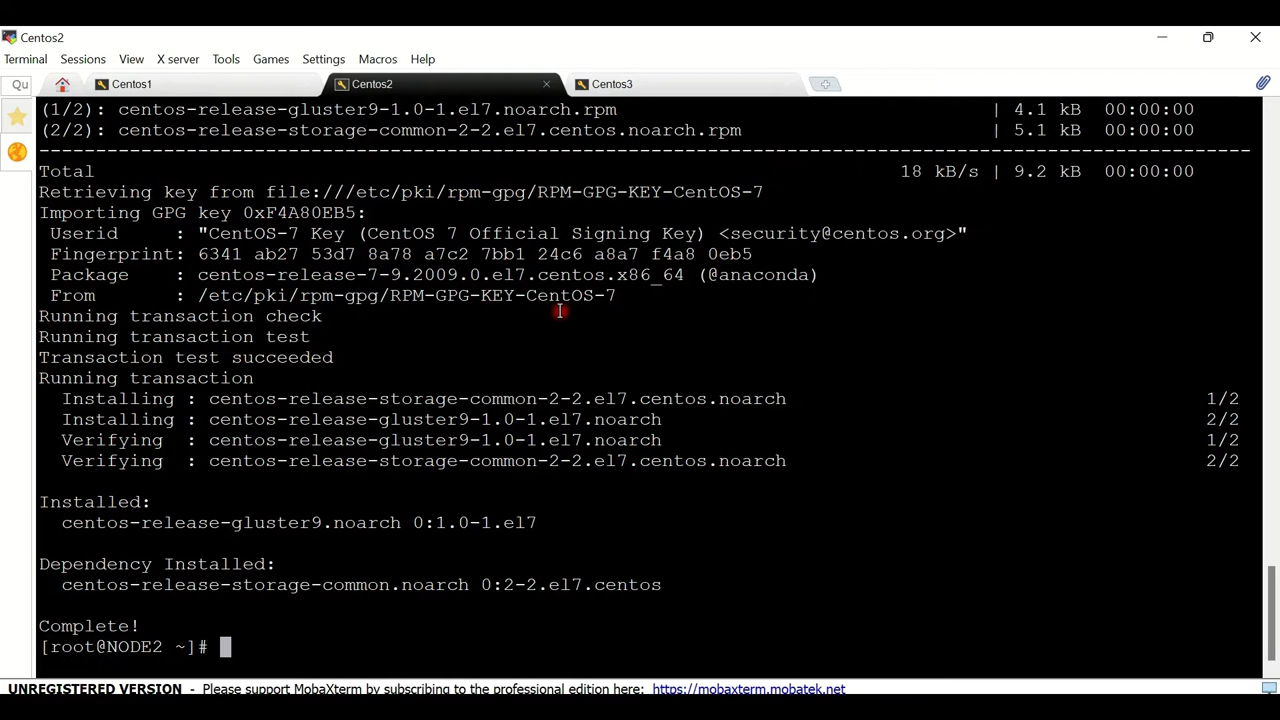 Centos2
Terminal Sessions View X server Tools Games Settings Macros Help
Qu Centos1 Centos2 Centos3
(1/2): centos-release-gluster9-1.0-1.el7.noarch.rpm | 4.1 kB 00:00:00
(2/2): centos-release-storage-common-2-2.el7.centos.noarch.rpm | 5.1 kB 00:00:00
--------------------------------------------------------------------------------
Total 18 kB/s | 9.2 kB 00:00:00
Retrieving key from file:///etc/pki/rpm-gpg/RPM-GPG-KEY-CentOS-7
Importing GPG key 0xF4A80EB5:
Userid : "CentOS-7 Key (CentOS 7 Official Signing Key) <security@centos.org>"
Fingerprint: 6341 ab27 53d7 8a78 a7c2 7bb1 24c6 a8a7 f4a8 0eb5
Package : centos-release-7-9.2009.0.el7.centos.x86_64 (@anaconda)
From : /etc/pki/rpm-gpg/RPM-GPG-KEY-CentOS-7
Running transaction check
Running transaction test
Transaction test succeeded
Running transaction
Installing : centos-release-storage-common-2-2.el7.centos.noarch 1/2
Installing : centos-release-gluster9-1.0-1.el7.noarch 2/2
Verifying : centos-release-gluster9-1.0-1.el7.noarch 1/2
Verifying : centos-release-storage-common-2-2.el7.centos.noarch 2/2
Installed:
centos-release-gluster9.noarch 0:1.0-1.el7
Dependency Installed:
centos-release-storage-common.noarch 0:2-2.el7.centos
Complete!
[root@NODE2 ~]#
UNREGISTERED VERSION - Please support MobaXterm by subscribing to the professional edition here: https://mobaxterm.mobatek.net